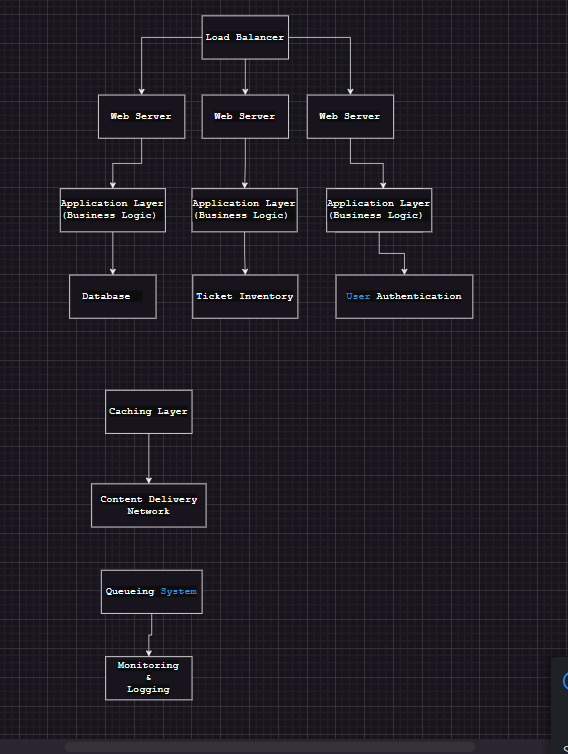 Load Balancer
Web Server
Web Server
Web Server
Application Layer
(Business Logic)
Application Layer
(Business Logic)
Application Layer
(Business Logic)
Database
Ticket Inventory
User Authentication
Caching Layer
Content Delivery
Network
Queueing System
Monitoring
&
Logging